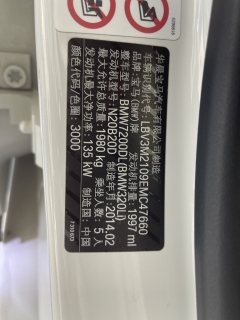 华晨宝马汽车有限公司制造
车辆识别代号: LBV3M2109EMC47660
品牌: 宝马(BMW)牌 发动机排量: 1997 ml
整车型号: BMW7200DL(BMW320Li)
发动机型号: N20B20D 制造年月: 2014.02
最大允许总质量: 1980 kg 乘坐人数: 5人
发动机最大净功率: 135 kW 制造国: 中国
颜色代码/色圈: 3000